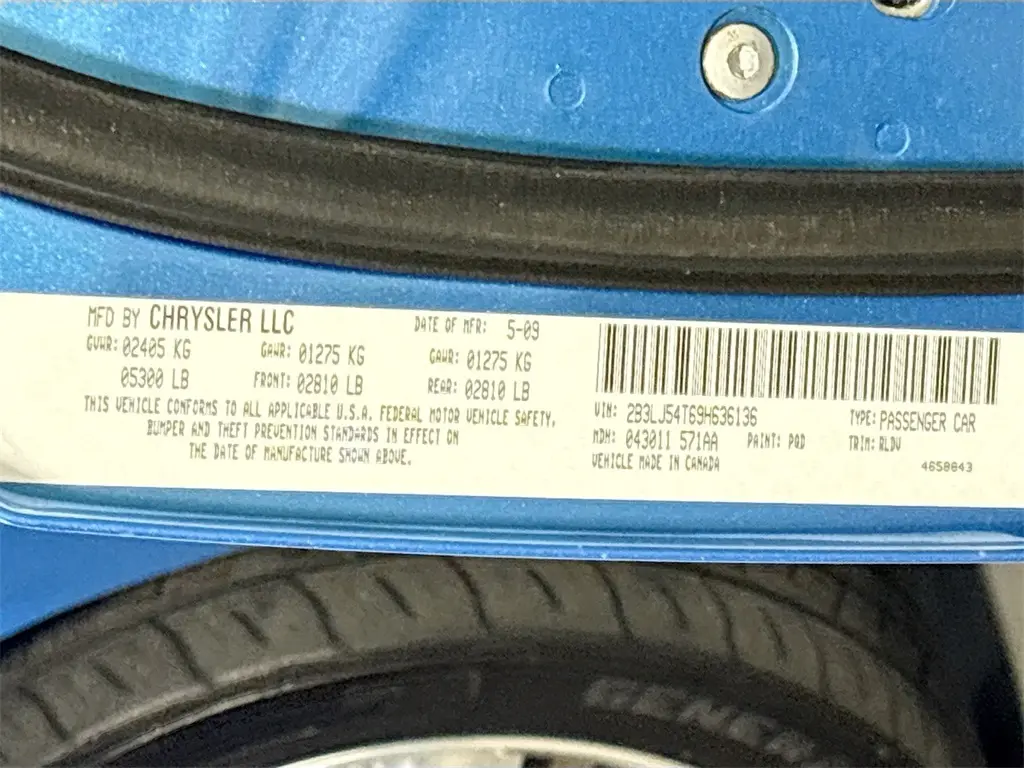 MFD BY CHRYSLER LLC DATE OF MFR: 5-09
GVWR: 02405 KG GAWR: 01275 KG GAWR: 01275 KG
05300 LB FRONT: 02810 LB REAR: 02810 LB
THIS VEHICLE CONFORMS TO ALL APPLICABLE U.S.A. FEDERAL MOTOR VEHICLE SAFETY,
BUMPER AND THEFT PREVENTION STANDARDS IN EFFECT ON
THE DATE OF MANUFACTURE SHOWN ABOVE.
VIN: 2B3LJ54T69H636136 TYPE: PASSENGER CAR
MDH: 043011 571AA PAINT: PQD TRIM: RLDV
VEHICLE MADE IN CANADA 4658843
GENER